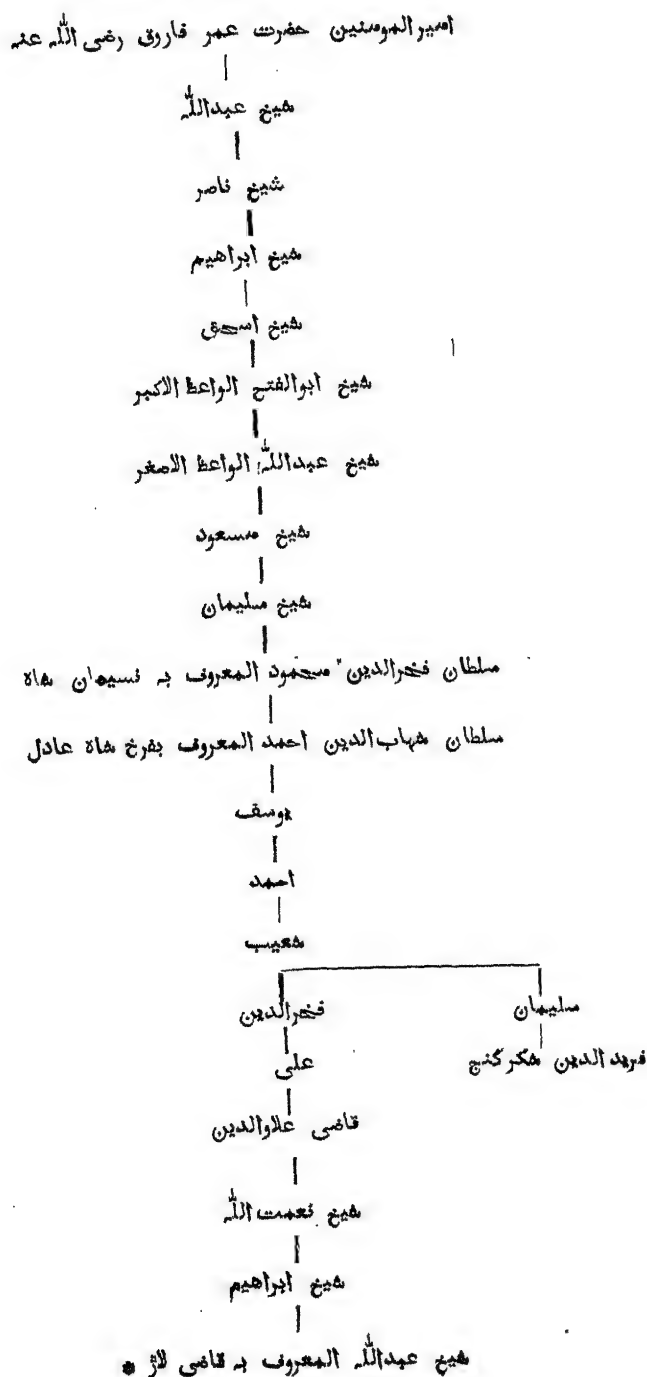 امیر المومنین حضرت عمر فاروق رضی اللہ عنہ
شیخ عبداللہ
شیخ ناصر
شیخ ابراهیم
شیخ اسحق
شیخ ابوالفتح الواعظ الاکبر
شیخ عبداللہ الواعظ الاصغر
شیخ مسعود
شیخ سلیمان
سلطان فخرالدین محمود المعروف بہ نسیمان شاہ
سلطان شہاب الدین احمد المعروف بفرخ شاہ عادل
یوسف
احمد
شعیب
سلیمان فخرالدین
فریدالدین شکرگنج علی
قاضی علاوالدین
شیخ نعمت اللہ
شیخ ابراهیم
شیخ عبداللہ المعروف بہ قاضی لاڑ *